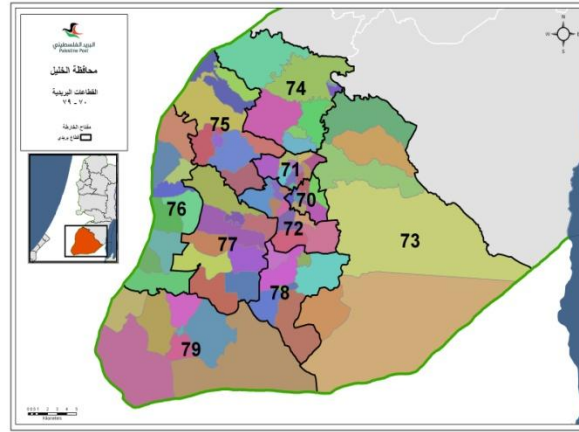 البريد الفلسطيني
Palestine Post
محافظة الخليل
القطاعات البريدية
٧٠ - ٧٩
مفتاح الخارطة
قطاع بريدي
74
75
71
70
76
72
77
73
78
79